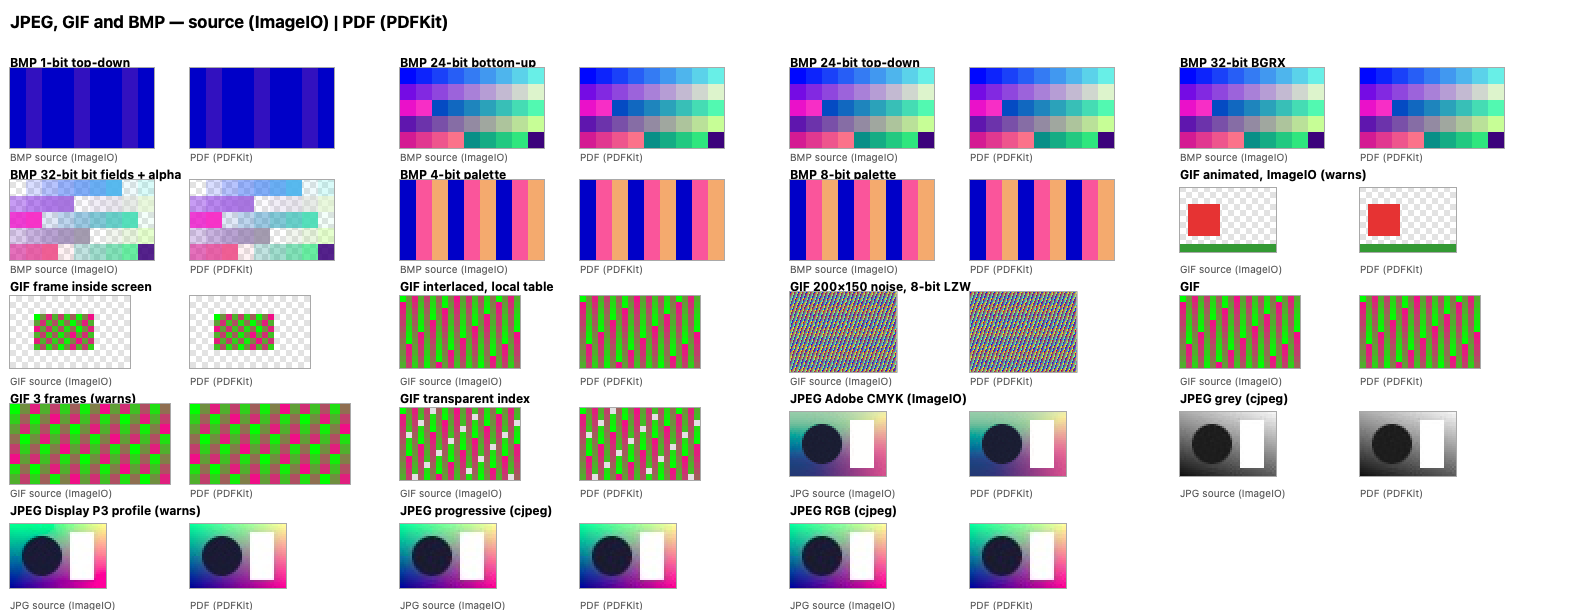 JPEG, GIF and BMP — source (ImageIO) | PDF (PDFKit)
BMP 1-bit top-down
BMP 24-bit bottom-up
BMP 24-bit top-down
BMP 32-bit BGRX
BMP source (ImageIO)
PDF (PDFKit)
BMP source (ImageIO)
PDF (PDFKit)
BMP source (ImageIO)
PDF (PDFKit)
BMP source (ImageIO)
PDF (PDFKit)
BMP 32-bit bit fields + alpha
BMP 4-bit palette
BMP 8-bit palette
GIF animated, ImageIO (warns)
BMP source (ImageIO)
PDF (PDFKit)
BMP source (ImageIO)
PDF (PDFKit)
BMP source (ImageIO)
PDF (PDFKit)
GIF source (ImageIO)
PDF (PDFKit)
GIF frame inside screen
GIF interlaced, local table
GIF 200×150 noise, 8-bit LZW
GIF
GIF source (ImageIO)
PDF (PDFKit)
GIF source (ImageIO)
PDF (PDFKit)
GIF source (ImageIO)
PDF (PDFKit)
GIF source (ImageIO)
PDF (PDFKit)
GIF 3 frames (warns)
GIF transparent index
JPEG Adobe CMYK (ImageIO)
JPEG grey (cjpeg)
GIF source (ImageIO)
PDF (PDFKit)
GIF source (ImageIO)
PDF (PDFKit)
JPG source (ImageIO)
PDF (PDFKit)
JPG source (ImageIO)
PDF (PDFKit)
JPEG Display P3 profile (warns)
JPEG progressive (cjpeg)
JPEG RGB (cjpeg)
JPG source (ImageIO)
PDF (PDFKit)
JPG source (ImageIO)
PDF (PDFKit)
JPG source (ImageIO)
PDF (PDFKit)